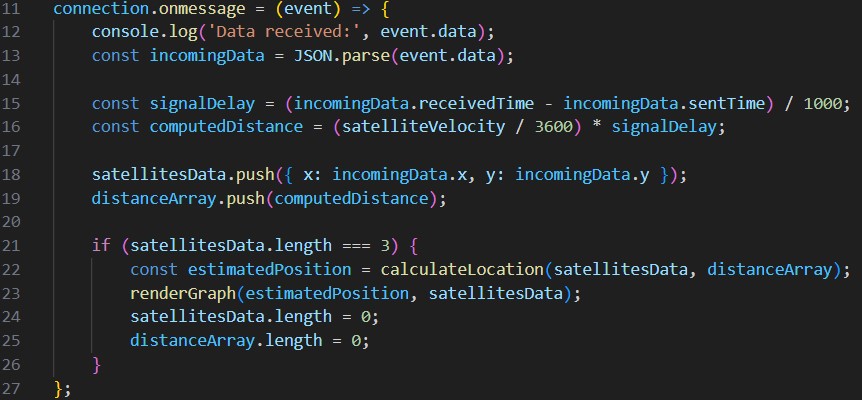 11 connection.onmessage = (event) => {
12     console.log('Data received:', event.data);
13     const incomingData = JSON.parse(event.data);
14
15     const signalDelay = (incomingData.receivedTime - incomingData.sentTime) / 1000;
16     const computedDistance = (satelliteVelocity / 3600) * signalDelay;
17
18     satellitesData.push({ x: incomingData.x, y: incomingData.y });
19     distanceArray.push(computedDistance);
20
21     if (satellitesData.length === 3) {
22         const estimatedPosition = calculateLocation(satellitesData, distanceArray);
23         renderGraph(estimatedPosition, satellitesData);
24         satellitesData.length = 0;
25         distanceArray.length = 0;
26     }
27 };